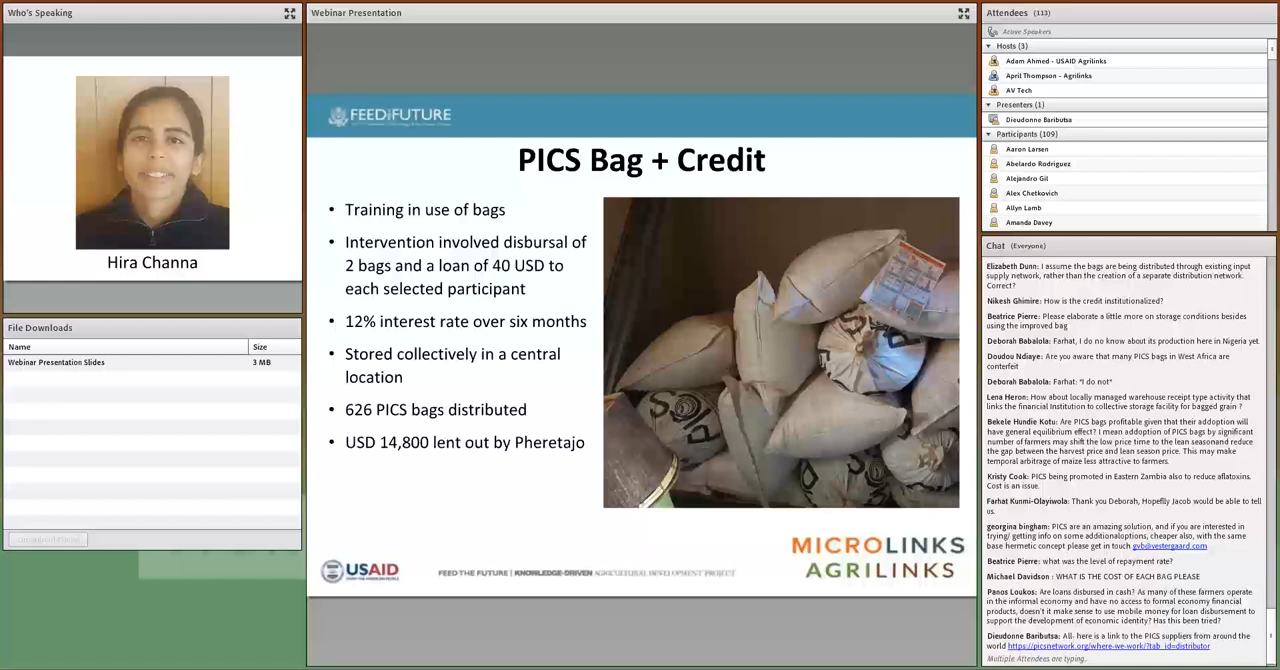 Who's Speaking
Hira Channa
File Downloads
Name
Size
Webinar Presentation Slides
3 MB
Webinar Presentation
FEED THE FUTURE
PICS Bag + Credit
• Training in use of bags
• Intervention involved disbursal of
2 bags and a loan of 40 USD to
each selected participant
• 12% interest rate over six months
• Stored collectively in a central
location
• 626 PICS bags distributed
• USD 14,800 lent out by Pheretajo
USAID
FEED THE FUTURE | KNOWLEDGE-DRIVEN AGRICULTURAL DEVELOPMENT PROJECT
MICROLINKS
AGRILINKS
Attendees (113)
Active Speakers
Hosts (3)
Adam Ahmed - USAID Agrilinks
April Thompson - Agrilinks
AV Tech
Presenters (1)
Dieudonne Baributsa
Participants (109)
Aaron Larsen
Abelardo Rodriguez
Alejandro Gil
Alex Chetkovich
Allyn Lamb
Amanda Davey
Chat (Everyone)
Elizabeth Dunn: I assume the bags are being distributed through existing input
supply network, rather than the creation of a separate distribution network.
Correct?
Nikesh Ghimire: How is the credit institutionalized?
Beatrice Pierre: Please elaborate a little more on storage conditions besides
using the improved bag
Deborah Babalola: Farhat, I do no know about its production here in Nigeria yet.
Doudou Ndiaye: Are you aware that many PICS bags in West Africa are
conterfeit
Deborah Babalola: Farhat: *I do not*
Lena Heron: How about locally managed warehouse receipt type activity that
links the financial Institution to collective storage facility for bagged grain ?
Bekele Hundie Kotu: Are PICS bags profitable given that their addoption will
have general equilibrium effect? I mean addoption of PICS bags by significant
number of farmers may shift the low price time to the lean seasonand reduce
the gap between the harvest price and lean season price. This may make
temporal arbitrage of maize less attractive to farmers.
Kristy Cook: PICS being promoted in Eastern Zambia also to reduce aflatoxins.
Cost is an issue.
Farhat Kunmi-Olayiwola: Thank you Deborah, Hopeflly Jacob would be able to tell
us.
georgina bingham: PICS are an amazing solution, and if you are interested in
trying/ getting info on some additionaloptions, cheaper also, with the same
base hermetic concept please get in touch gvb@vestergaard.com
Beatrice Pierre: what was the level of repayment rate?
Michael Davidson : WHAT IS THE COST OF EACH BAG PLEASE
Panos Loukos: Are loans disbursed in cash? As many of these farmers operate
in the informal economy and have no access to formal economy financial
products, doesn't it make sense to use mobile money for loan disbursement to
support the development of economic identity? Has this been tried?
Dieudonne Baributsa: All- here is a link to the PICS suppliers from around the
world https://picsnetwork.org/where-we-work/?tab_id=distributor
Multiple Attendees are typing..